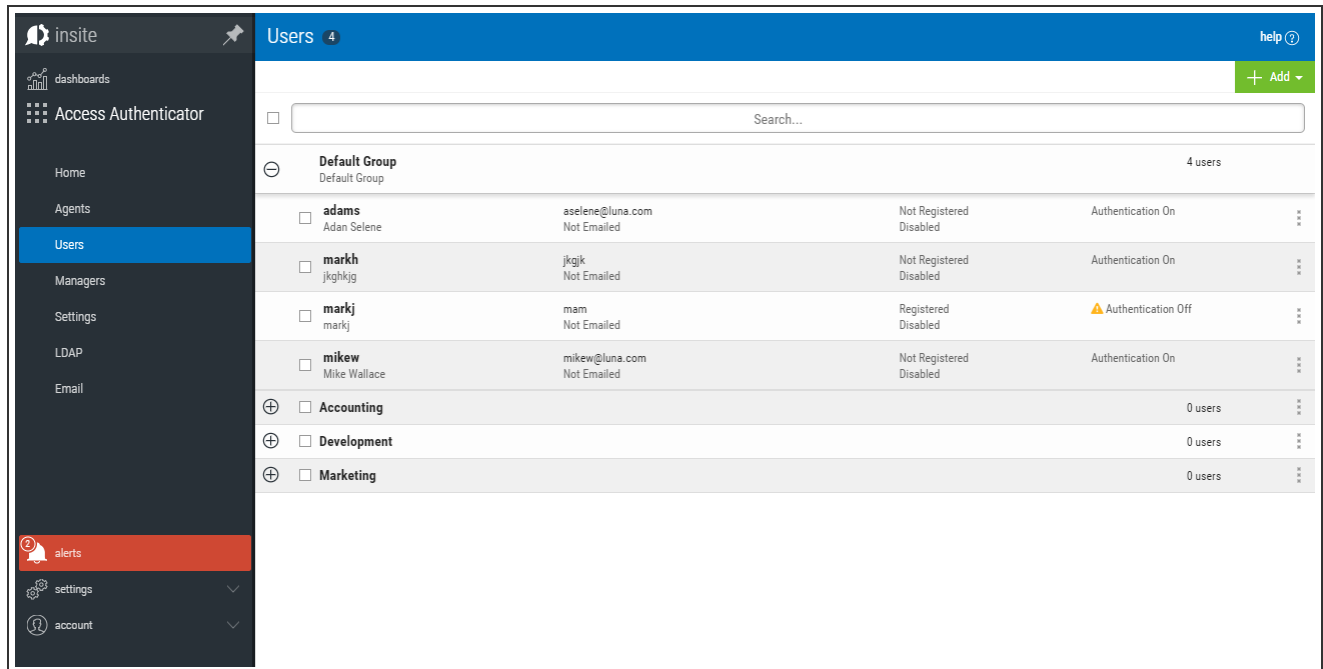 insite
dashboards
Access Authenticator
Home
Agents
Users
Managers
Settings
LDAP
Email
2
alerts
settings
account
Users 4
help ?
Add
Search...
Default Group 4 users
Default Group
adams aselene@luna.com Not Registered Authentication On
Adan Selene Not Emailed Disabled
markh jkgjk Not Registered Authentication On
jkghkjg Not Emailed Disabled
markj mam Registered Authentication Off
markj Not Emailed Disabled
mikew mikew@luna.com Not Registered Authentication On
Mike Wallace Not Emailed Disabled
Accounting 0 users
Development 0 users
Marketing 0 users